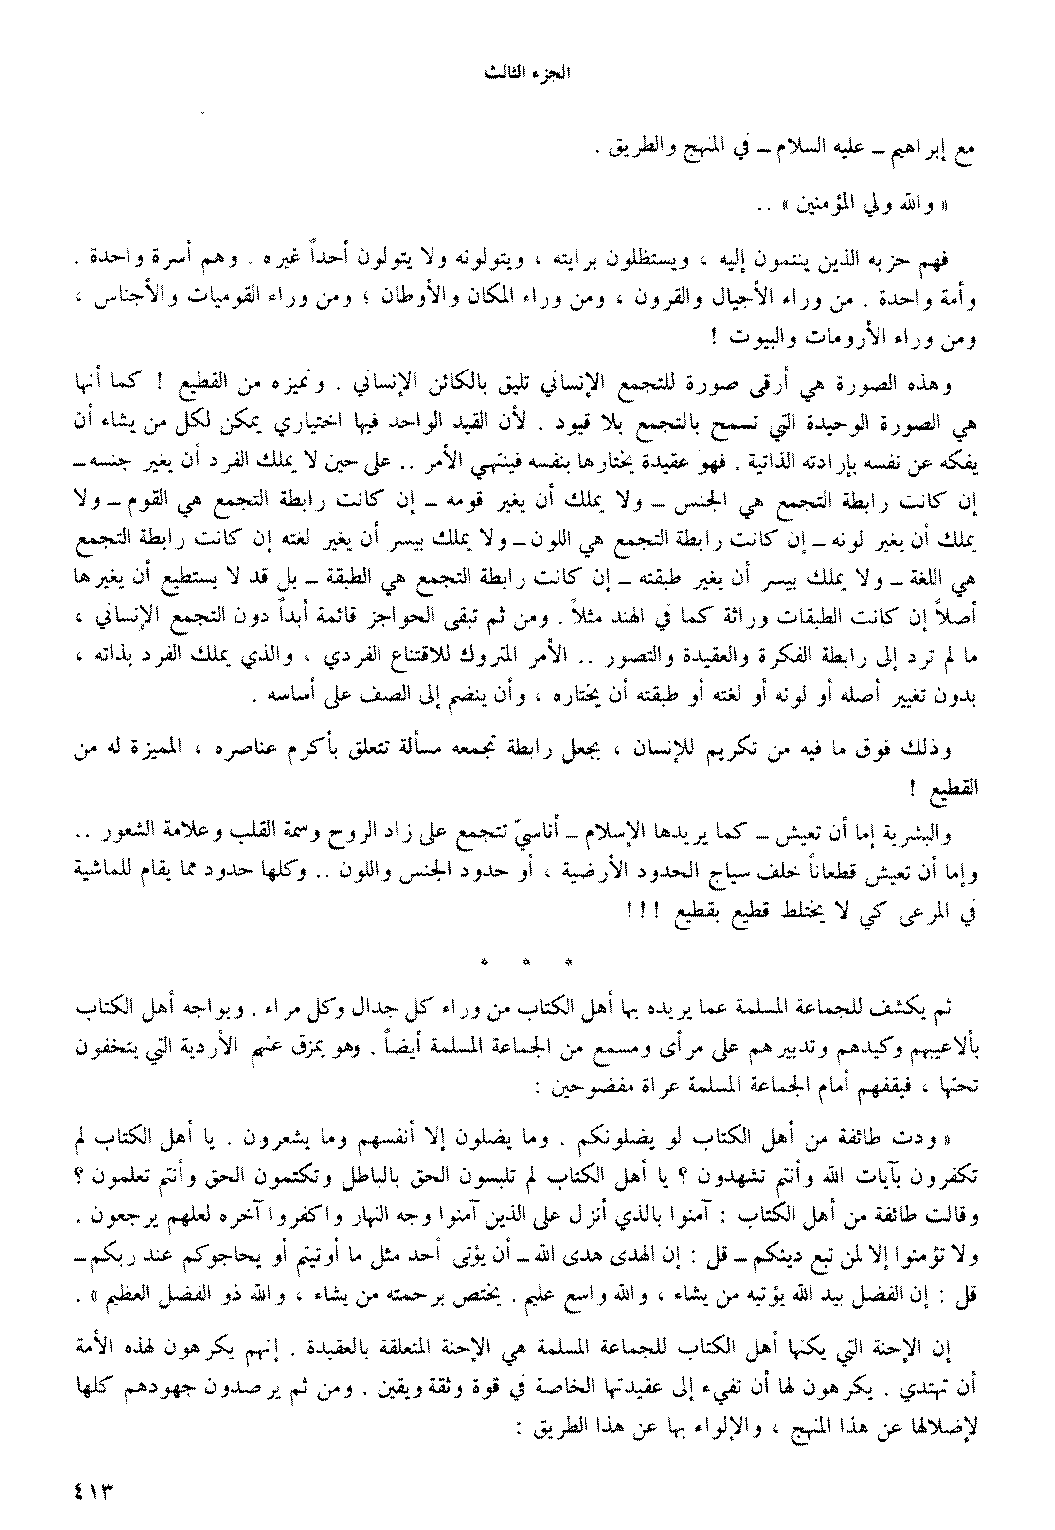 الجزء الثالث
مع إبراهيم – عليه السلام – في المنهج والطريق .
« والله ولي المؤمنين » ..
فهم حزبه الذين ينتمون إليه ، ويستظلون برايته ، ويتولونه ولا يتولون أحداً غيره . وهم أسرة واحدة .
وأمة واحدة . من وراء الأجيال والقرون ، ومن وراء المكان والأوطان ؛ ومن وراء القوميات والأجناس ،
ومن وراء الأرومات والبيوت !
وهذه الصورة هي أرقى صورة للتجمع الإنساني تليق بالكائن الإنساني . وتميزه من القطيع ! كما أنها
هي الصورة الوحيدة التي تسمح بالتجمع بلا قيود . لأن القيد الواحد فيها اختياري يمكن لكل من يشاء أن
يفكه عن نفسه بإرادته الذاتية . فهو عقيدة يختارها بنفسه فينتهي الأمر .. على حين لا يملك الفرد أن يغير جنسه –
إن كانت رابطة التجمع هي الجنس – ولا يملك أن يغير قومه – إن كانت رابطة التجمع هي القوم – ولا
يملك أن يغير لونه – إن كانت رابطة التجمع هي اللون – ولا يملك بيسر أن يغير لغته إن كانت رابطة التجمع
هي اللغة – ولا يملك بيسر أن يغير طبقته – إن كانت رابطة التجمع هي الطبقة – بل قد لا يستطيع أن يغيرها
أصلاً إن كانت الطبقات وراثة كما في الهند مثلاً . ومن ثم تبقى الحواجز قائمة أبداً دون التجمع الإنساني ،
ما لم ترد إلى رابطة الفكرة والعقيدة والتصور .. الأمر المتروك للاقتناع الفردي ، والذي يملك الفرد بذاته ،
بدون تغيير أصله أو لونه أو لغته أو طبقته أن يختاره ، وأن ينضم إلى الصف على أساسه .
وذلك فوق ما فيه من تكريم للإنسان ، بجعل رابطة تجمعه مسألة تتعلق بأكرم عناصره ، المميزة له من
القطيع !
والبشرية إما أن تعيش – كما يريدها الإسلام – أناسيّ تتجمع على زاد الروح وسمة القلب وعلامة الشعور ..
وإما أن تعيش قطعاناً خلف سياج الحدود الأرضية ، أو حدود الجنس واللون .. وكلها حدود مما يقام للماشية
في المرعى كي لا يختلط قطيع بقطيع !!!
* * *
ثم يكشف للجماعة المسلمة عما يريده بها أهل الكتاب من وراء كل جدال وكل مراء . ويواجه أهل الكتاب
بألاعيبهم وكيدهم وتدبيرهم على مرأى ومسمع من الجماعة المسلمة أيضاً . وهو يمزق عنهم الأردية التي يتخفون
تحتها ، فيقفهم أمام الجماعة المسلمة عراة مفضوحين :
« ودت طائفة من أهل الكتاب لو يضلونكم . وما يضلون إلا أنفسهم وما يشعرون . يا أهل الكتاب لم
تكفرون بآيات الله وأنتم تشهدون ؟ يا أهل الكتاب لم تلبسون الحق بالباطل وتكتمون الحق وأنتم تعلمون ؟
وقالت طائفة من أهل الكتاب : آمنوا بالذي أنزل على الذين آمنوا وجه النهار واكفروا آخره لعلهم يرجعون .
ولا تؤمنوا إلا لمن تبع دينكم – قل : إن الهدى هدى الله – أن يؤتى أحد مثل ما أوتيتم أو يحاجوكم عند ربكم –
قل : إن الفضل بيد الله يؤتيه من يشاء ، والله واسع عليم . يختص برحمته من يشاء ، والله ذو الفضل العظيم » .
إن الإحنة التي يكنها أهل الكتاب للجماعة المسلمة هي الإحنة المتعلقة بالعقيدة . إنهم يكرهون لهذه الأمة
أن تهتدي . يكرهون لها أن تفيء إلى عقيدتها الخاصة في قوة وثقة ويقين . ومن ثم يرصدون جهودهم كلها
لإضلالها عن هذا المنهج ، والإلواء بها عن هذا الطريق :
٤١٣